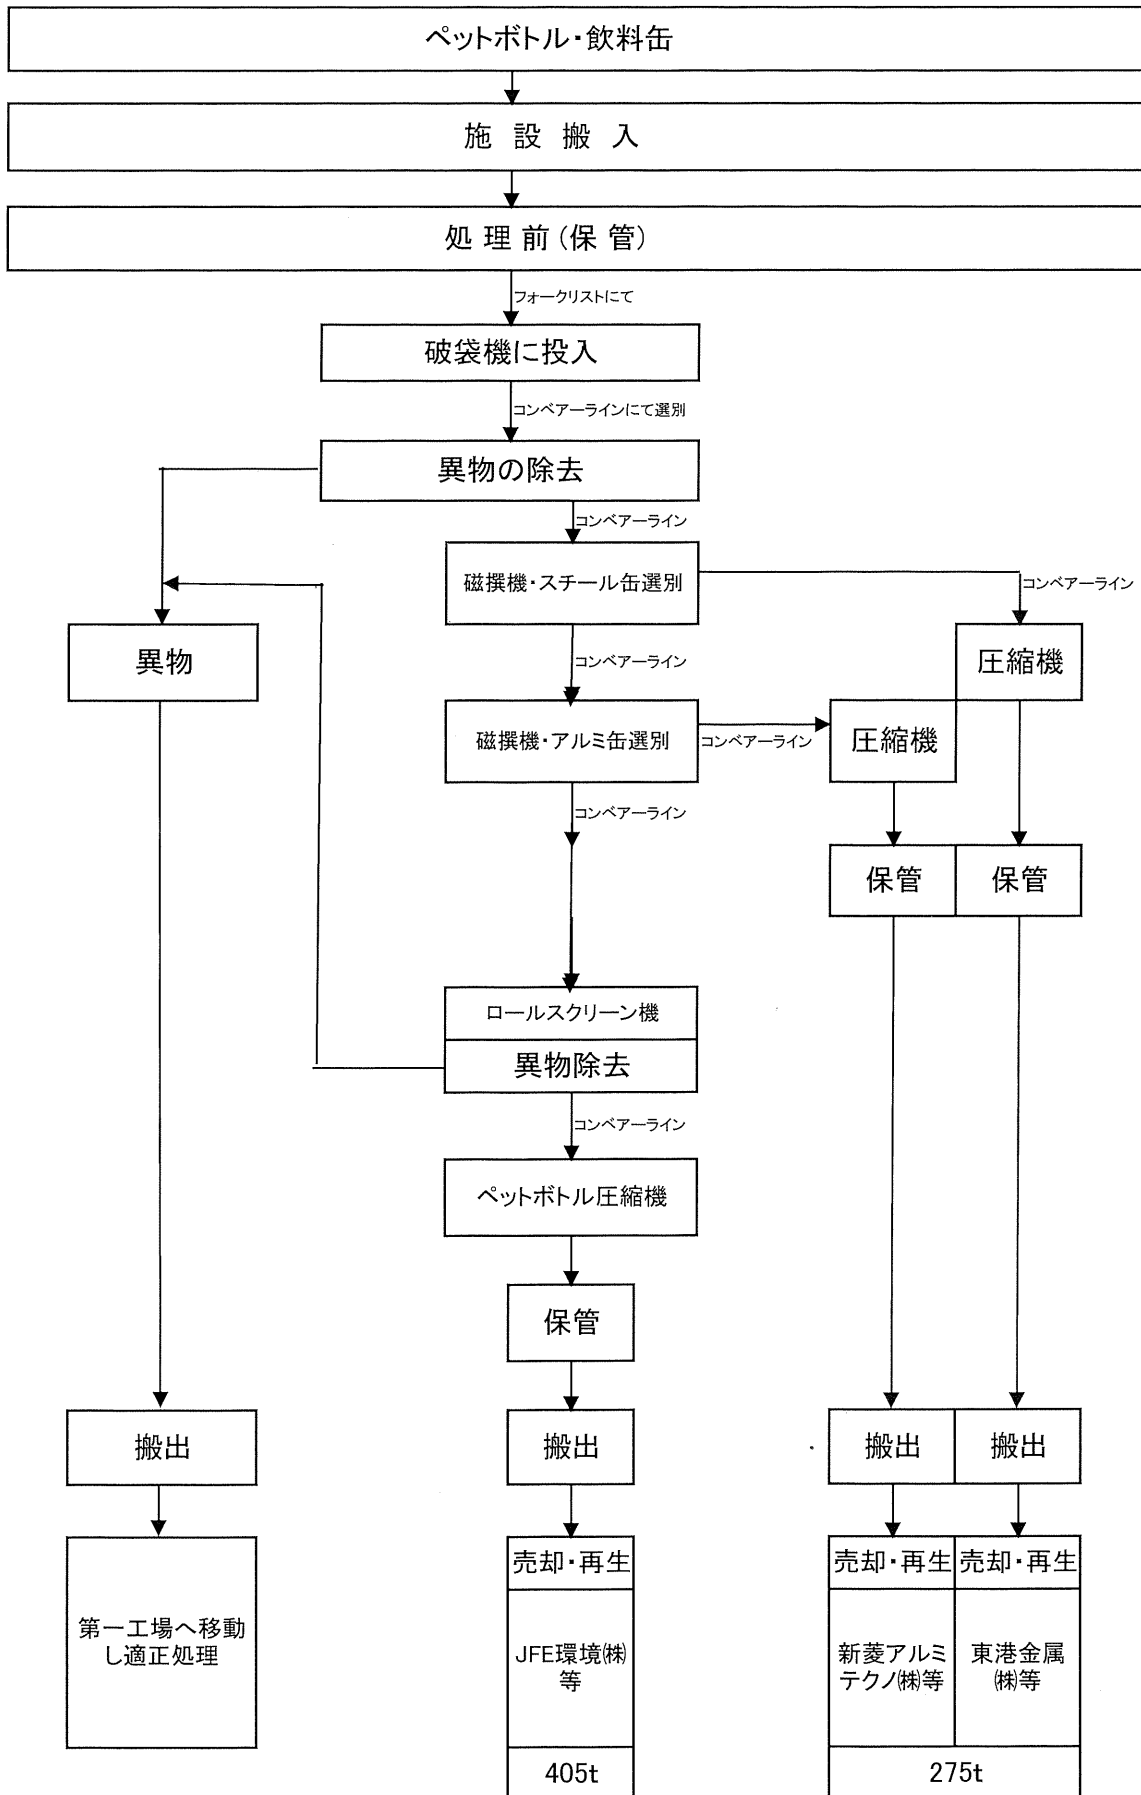 ペットボトル・飲料缶
施設搬入
処理前(保管)
フォークリストにて
破袋機に投入
コンベアーラインにて選別
異物の除去
コンベアーライン
磁撰機・スチール缶選別
コンベアーライン
異物
コンベアーライン
圧縮機
磁撰機・アルミ缶選別
コンベアーライン
圧縮機
コンベアーライン
保管
保管
ロールスクリーン機
異物除去
コンベアーライン
ペットボトル圧縮機
保管
搬出
搬出
搬出
搬出
第一工場へ移動
し適正処理
売却・再生
JFE環境㈱
等
405t
売却・再生
新菱アルミ
テクノ㈱等
売却・再生
東港金属
㈱等
275t